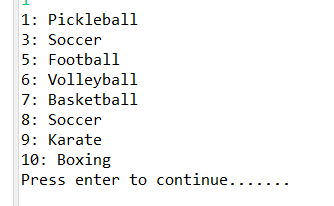 1: Pickleball
3: Soccer
5: Football
6: Volleyball
7: Basketball
8: Soccer
9: Karate
10: Boxing
Press enter to continue.......